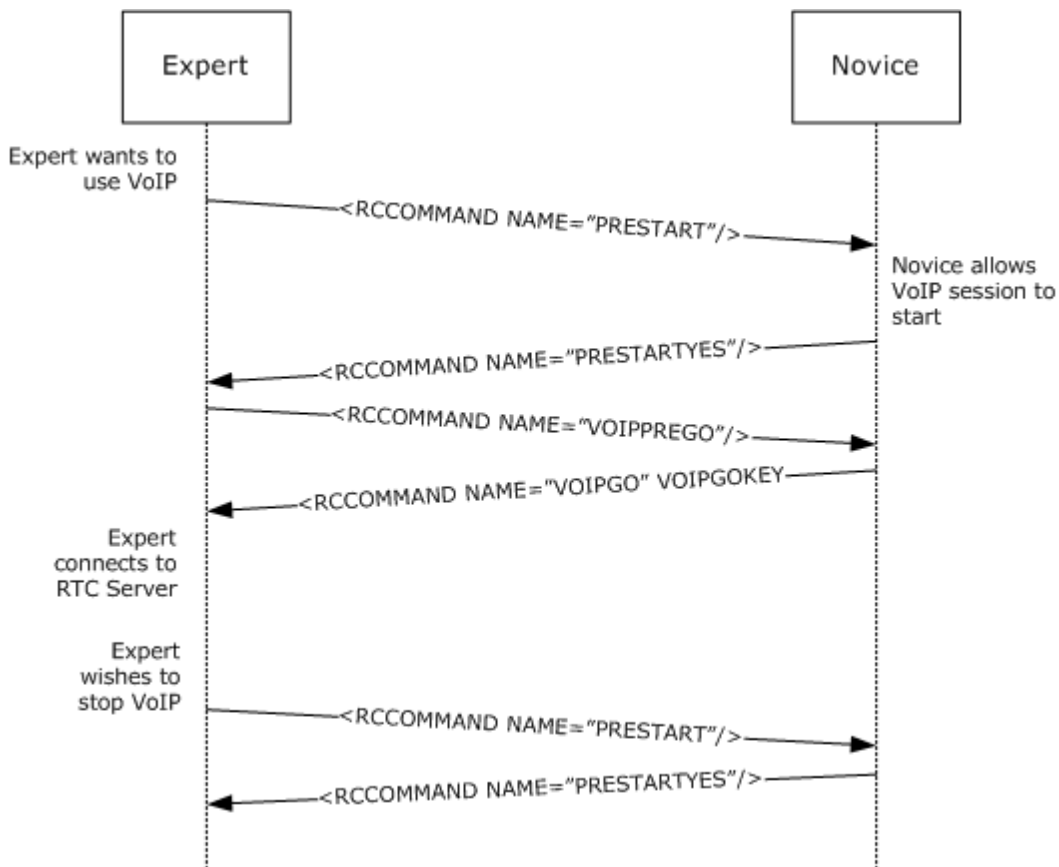 Expert
Novice
Expert wants to
use VoIP
<RCCOMMAND NAME="PRESTART"/>
Novice allows
VoIP session to
start
<RCCOMMAND NAME="PRESTARTYES"/>
<RCCOMMAND NAME="VOIPPREGO"/>
<RCCOMMAND NAME="VOIPGO" VOIPGOKEY
Expert
connects to
RTC Server
Expert
wishes to
stop VoIP
<RCCOMMAND NAME="PRESTART"/>
<RCCOMMAND NAME="PRESTARTYES"/>